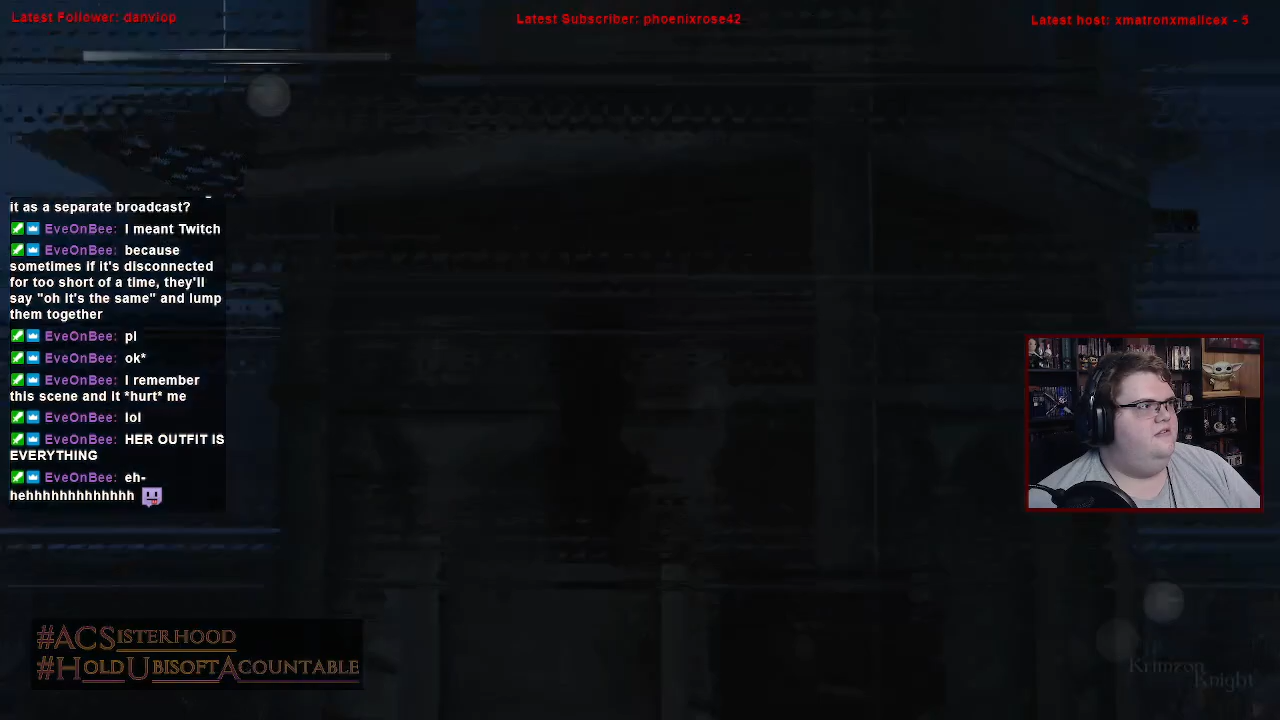 Latest Follower: danvlop
Latest Subscriber: phoenixrose42
Latest host: xmatronxmalicex - 5
it as a separate broadcast?
EveOnBee: I meant Twitch
EveOnBee: because
sometimes if it's disconnected
for too short of a time, they'll
say "oh it's the same" and lump
them together
EveOnBee: pl
EveOnBee: ok*
EveOnBee: I remember
this scene and it *hurt* me
EveOnBee: lol
EveOnBee: HER OUTFIT IS
EVERYTHING
EveOnBee: eh-
hehhhhhhhhhhhhh
#ACSisterhood
#HoldUbisoftAcountable
Krimzon
Knight